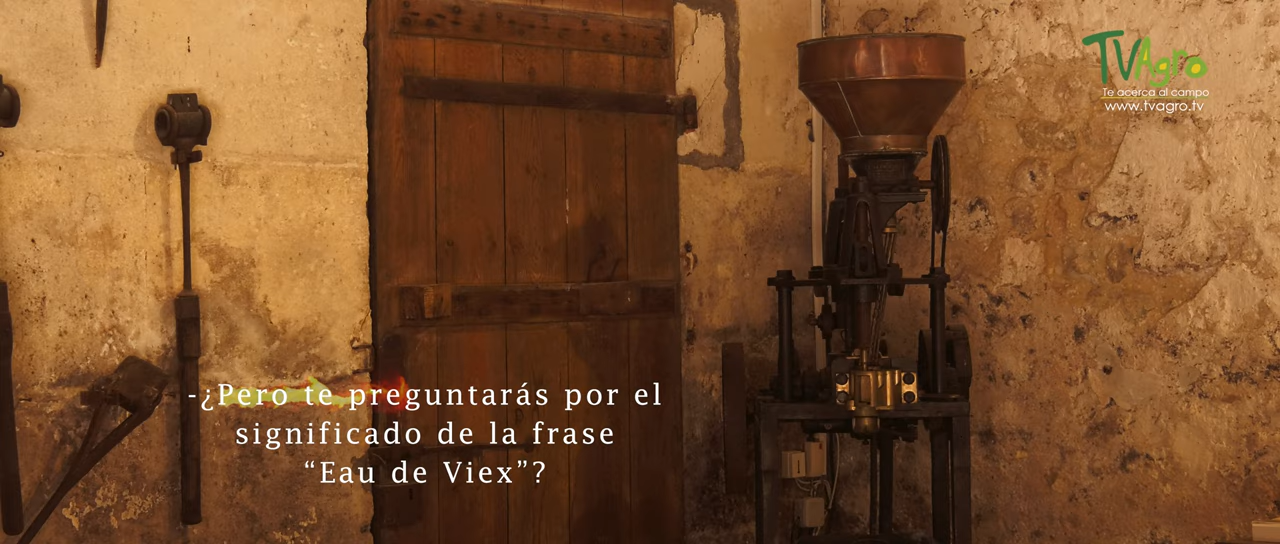 TVAgro
Te acerca al campo
www.tvagro.tv
-¿Pero te preguntarás por el
significado de la frase
“Eau de Viex”?